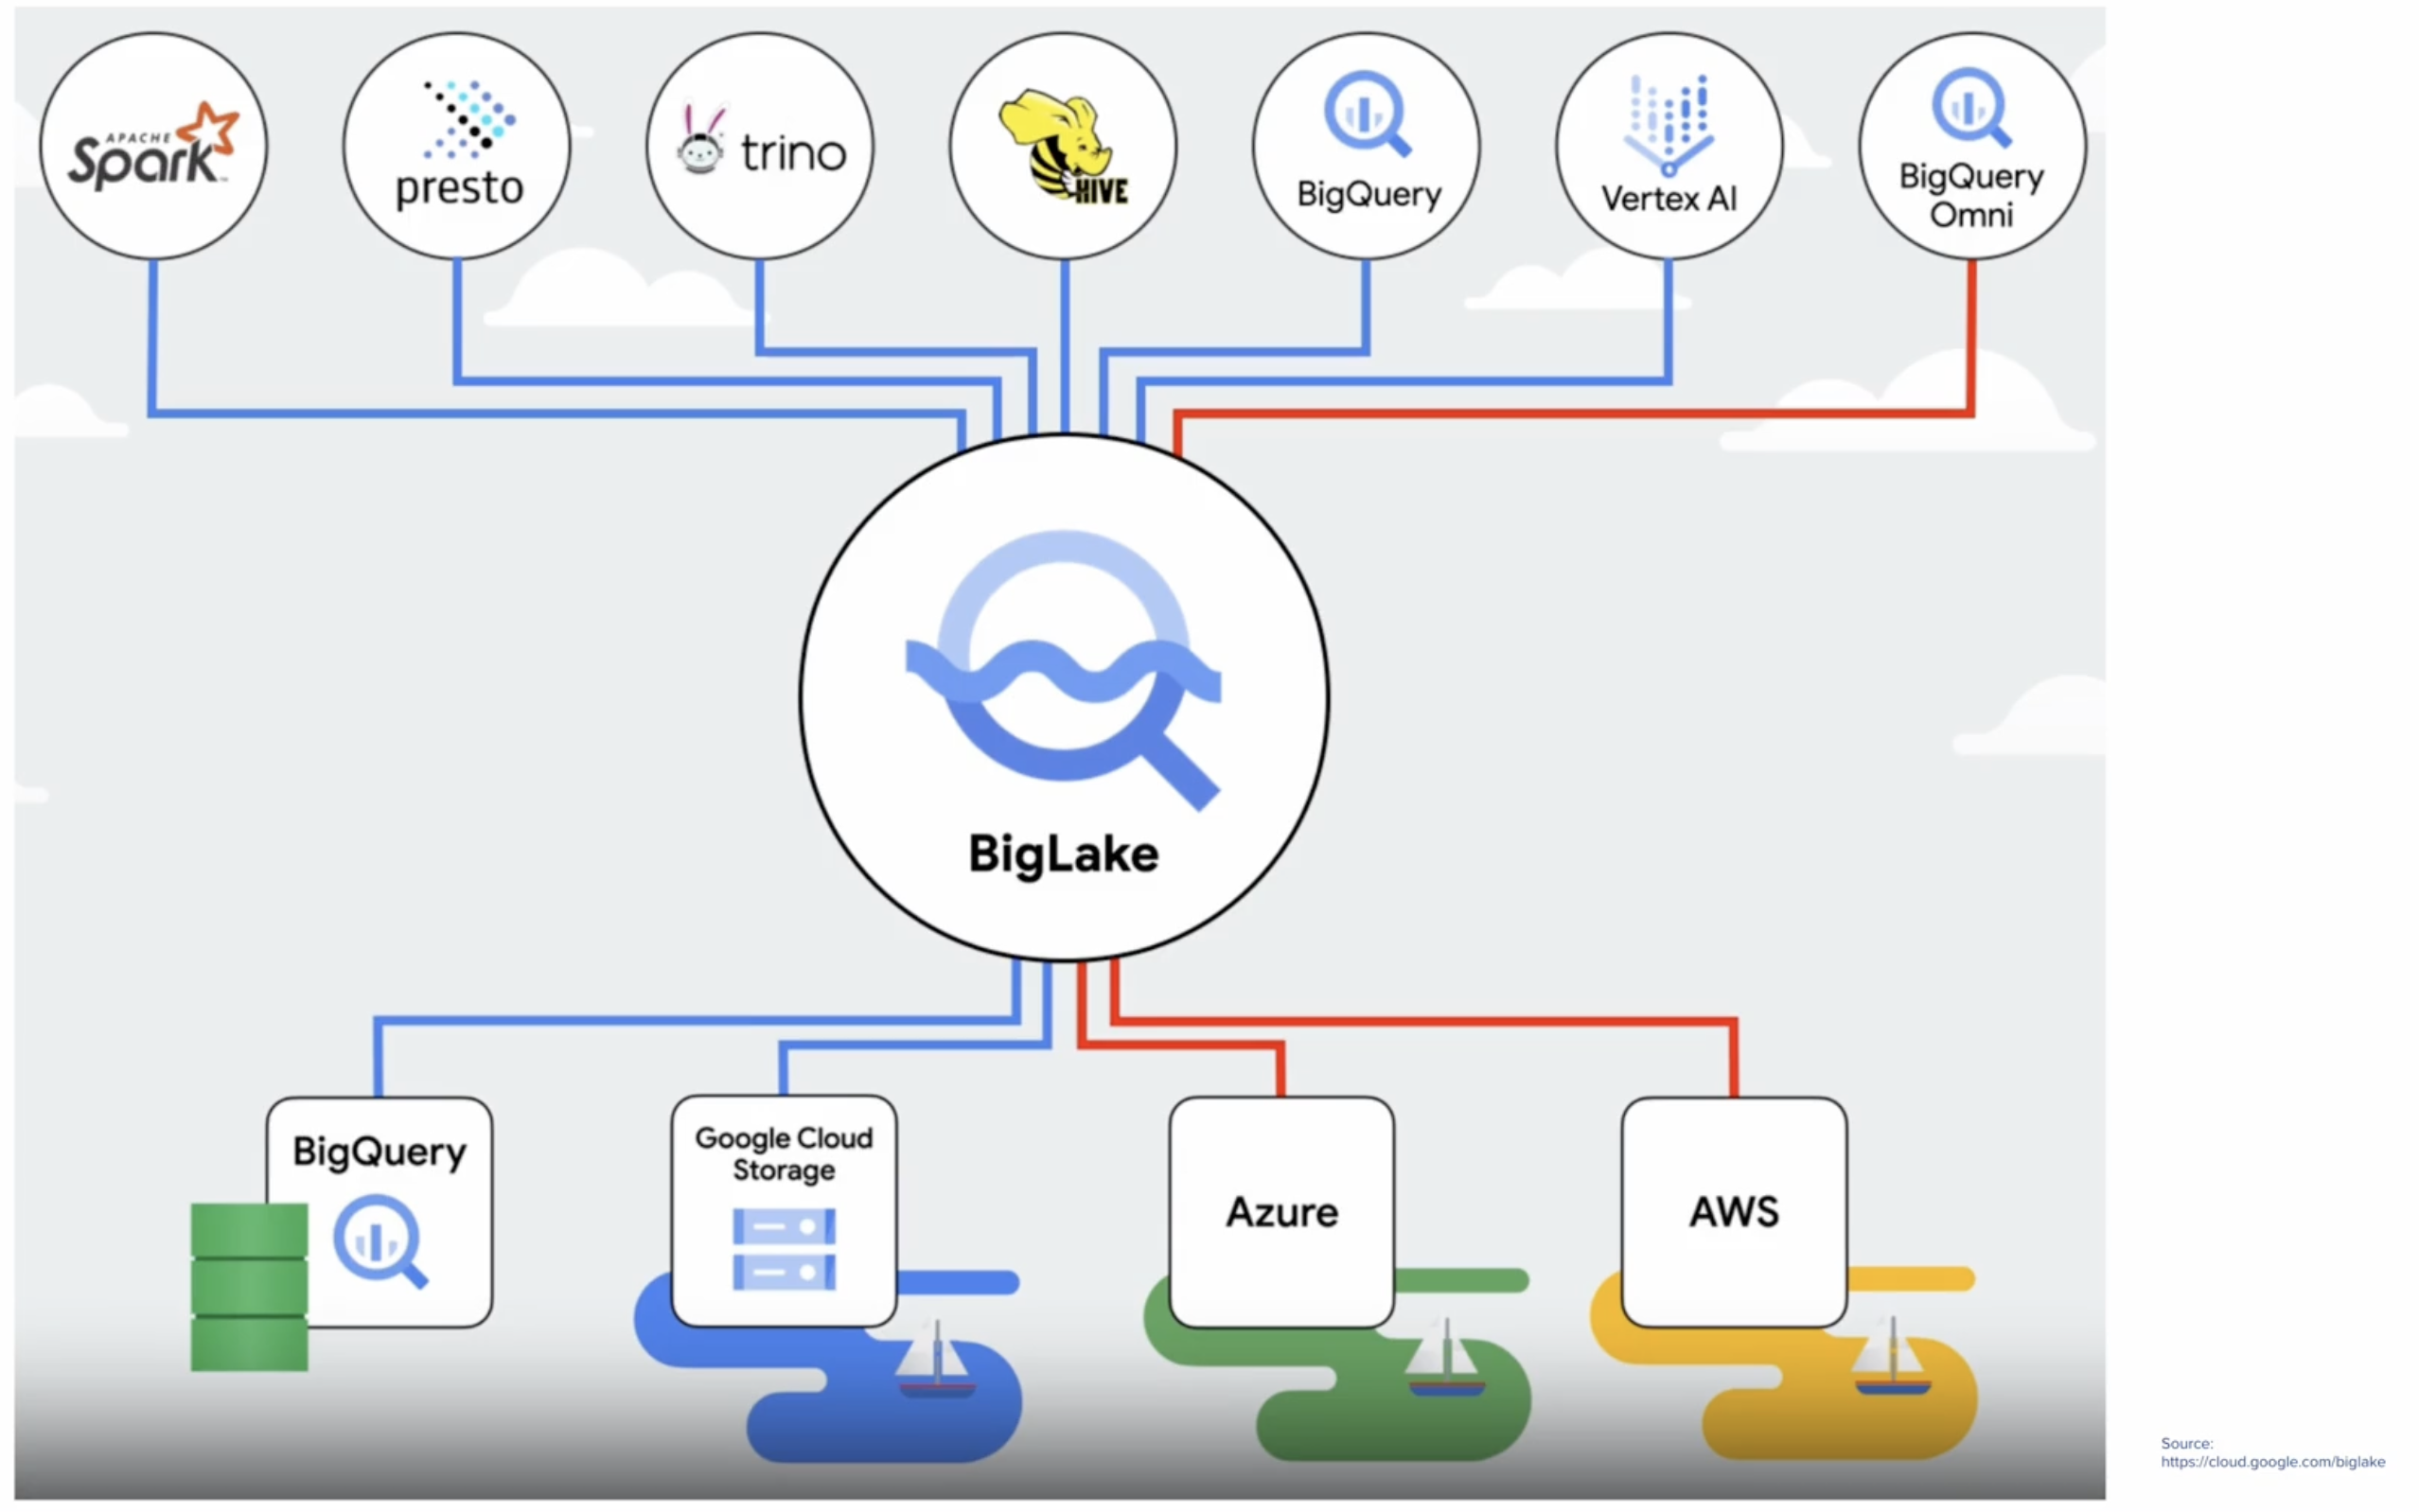 APACHE
Spark™
presto
trino
HIVE
BigQuery
Vertex AI
BigQuery
Omni
BigLake
BigQuery
Google Cloud
Storage
Azure
AWS
Source:
https://cloud.google.com/biglake